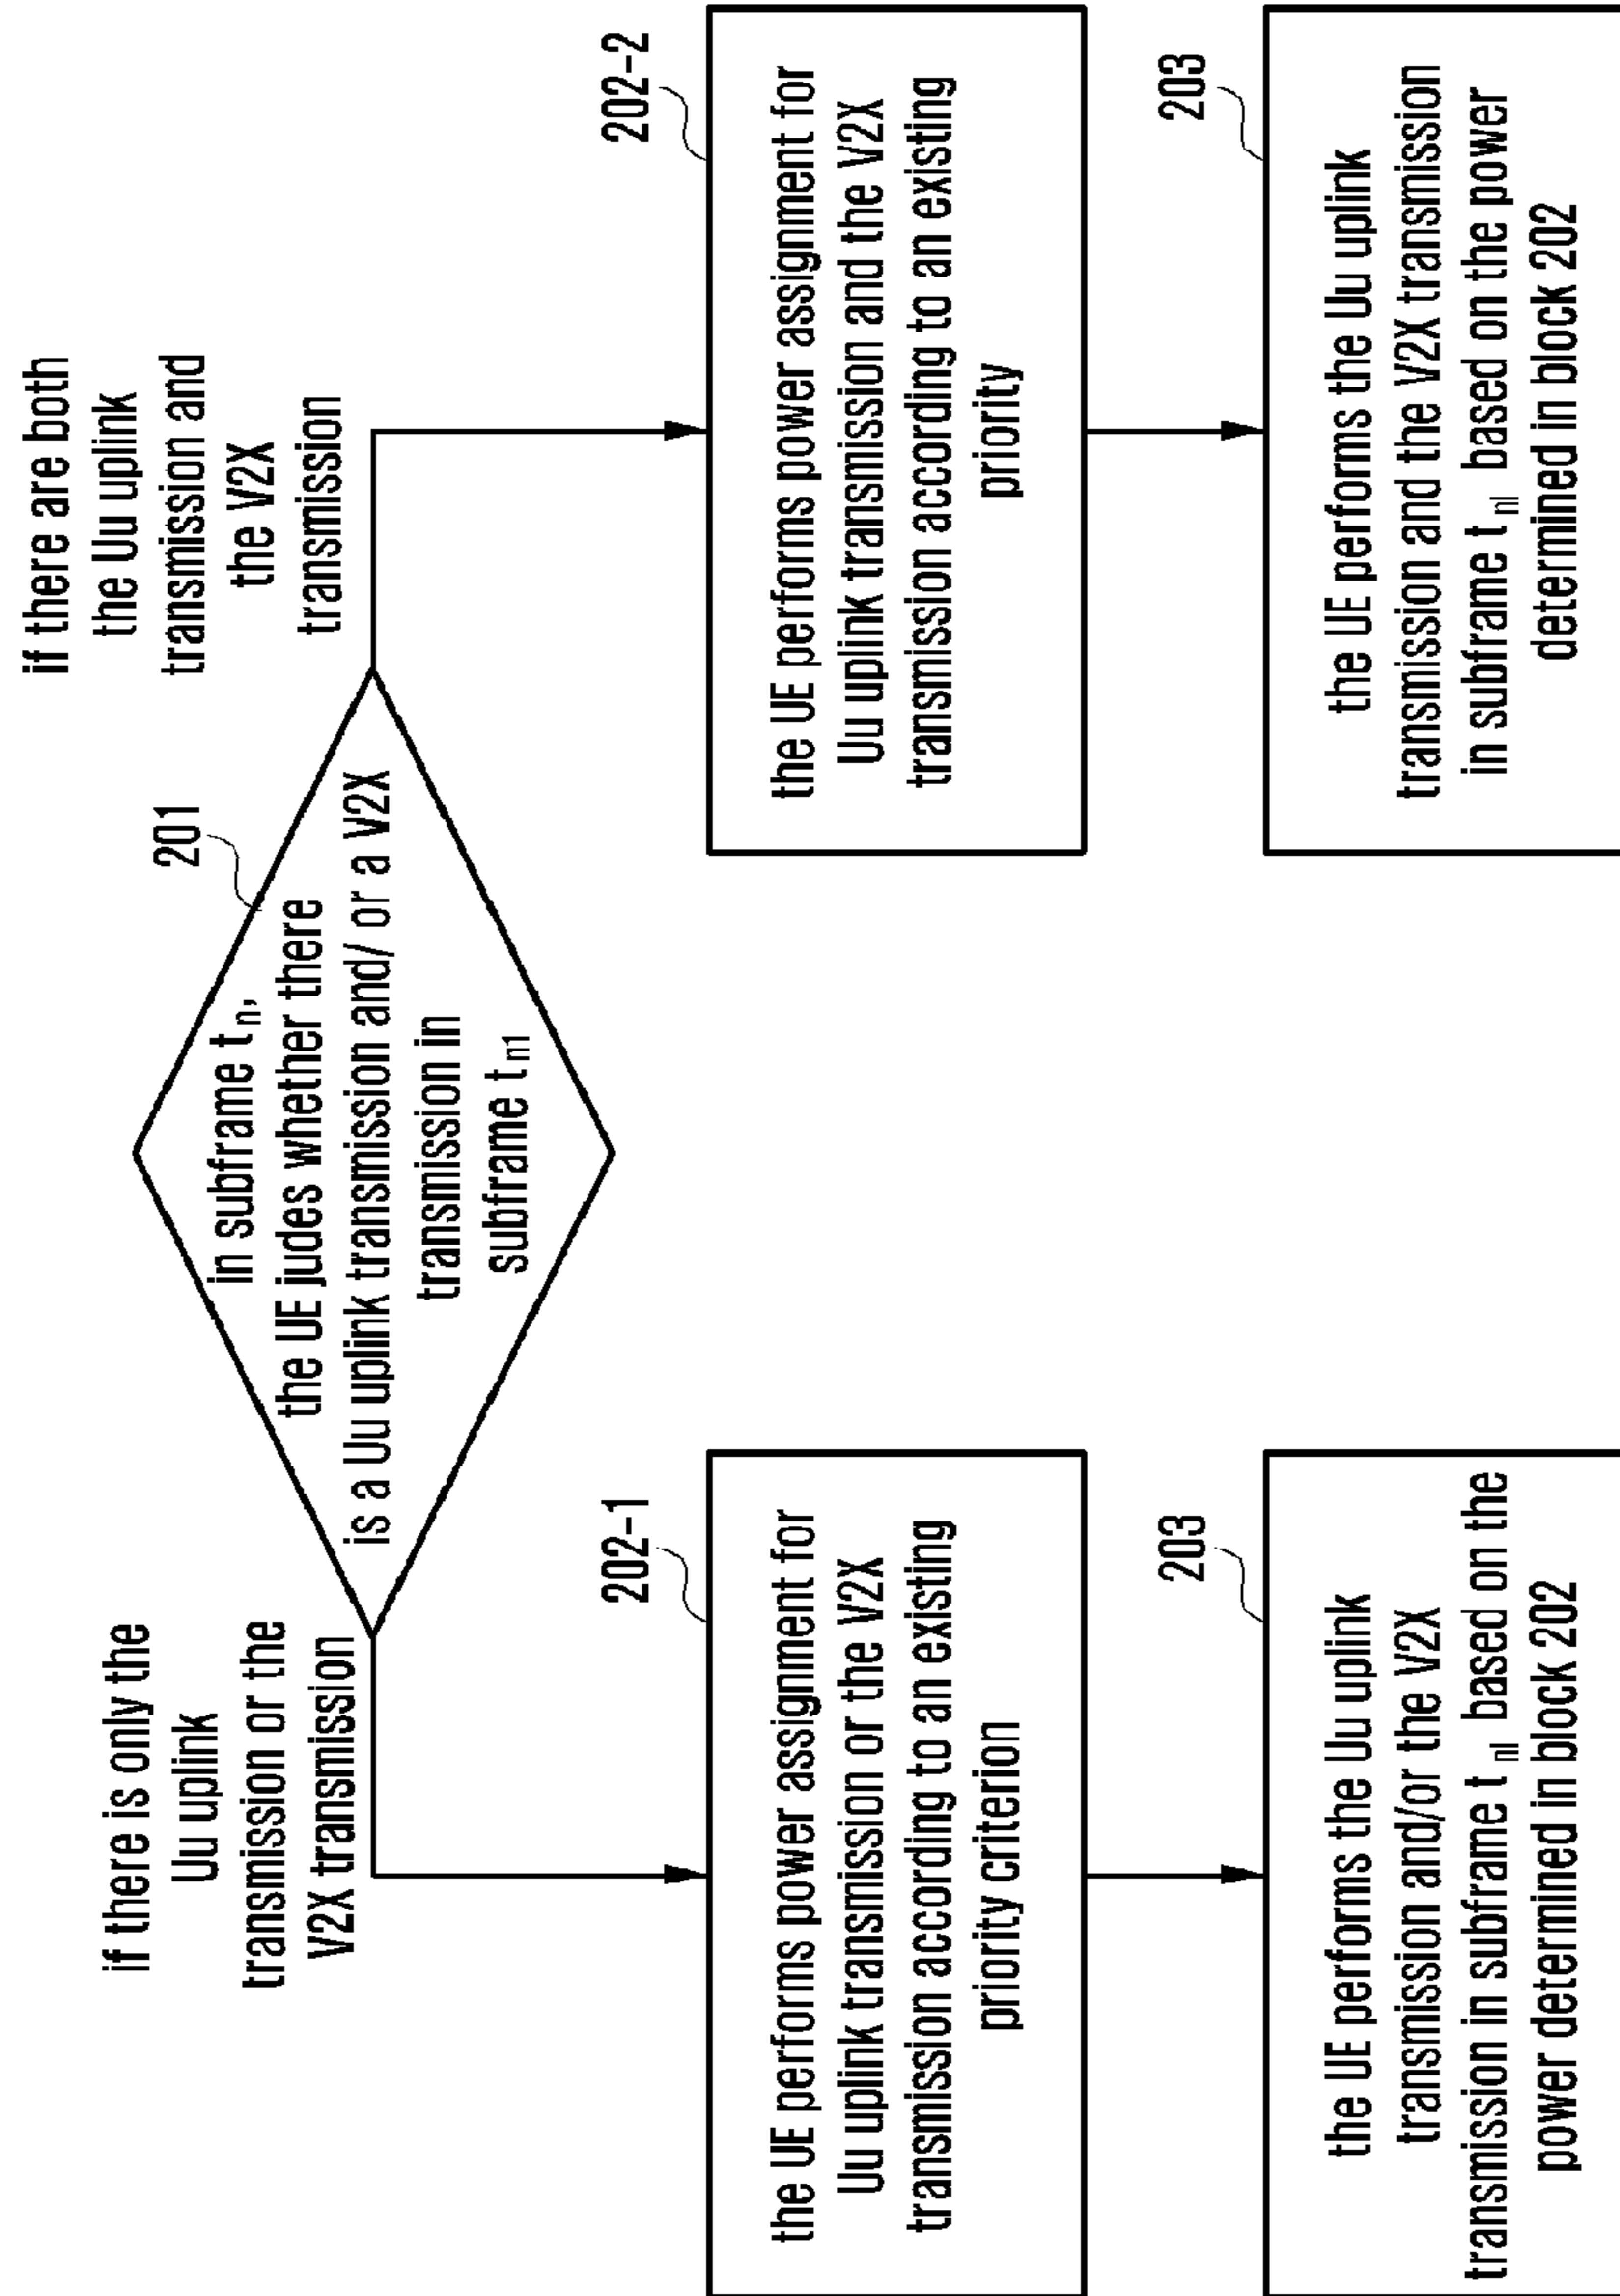 201
in subframe tn,
the UE judes whether there
is a Uu uplink transmission and/ or a V2X
transmission in
subframe tn1
if there is only the
Uu uplink
transmission or the
V2X transmission
if there are both
the Uu uplink
transmission and
the V2X
transmission
202-1
the UE performs power assignment for
Uu uplink transmission or the V2X
transmission according to an existing
priority criterion
202-2
the UE performs power assignment for
Uu uplink transmission and the V2X
transmission according to an existing
priority
203
the UE performs the Uu uplink
transmission and/or the V2X
transmission in subframe t nl based on the
power determined in block 202
203
the UE performs the Uu uplink
transmission and the V2X transmission
in subframe t nl based on the power
determined in block 202